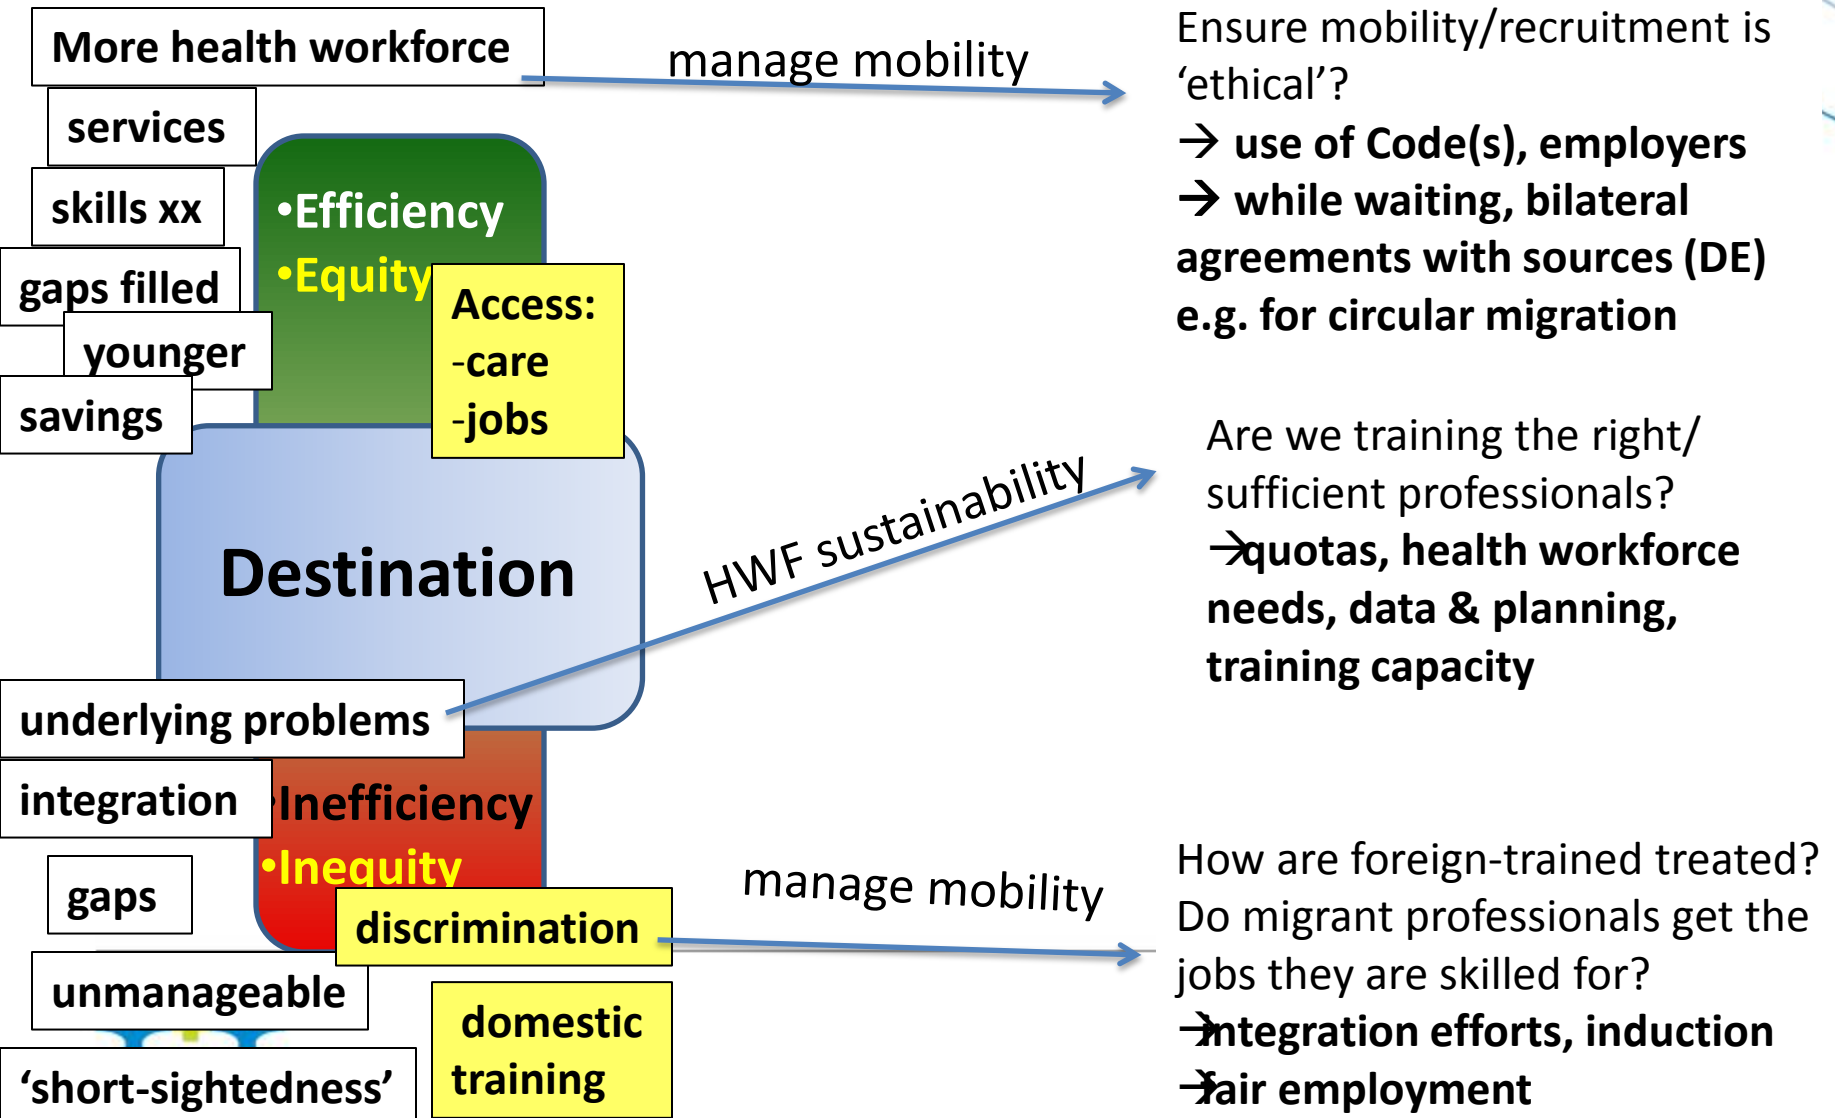 More health workforce
services
skills xx
gaps filled
younger
savings
•Efficiency
•Equity
Access:
-care
-jobs
Destination
underlying problems
integration
•Inefficiency
•Inequity
gaps
discrimination
unmanageable
domestic
training
‘short-sightedness’
manage mobility
HWF sustainability
manage mobility
Ensure mobility/recruitment is
‘ethical’?
→ use of Code(s), employers
→ while waiting, bilateral
agreements with sources (DE)
e.g. for circular migration
Are we training the right/
sufficient professionals?
→quotas, health workforce
needs, data & planning,
training capacity
How are foreign-trained treated?
Do migrant professionals get the
jobs they are skilled for?
→integration efforts, induction
→fair employment